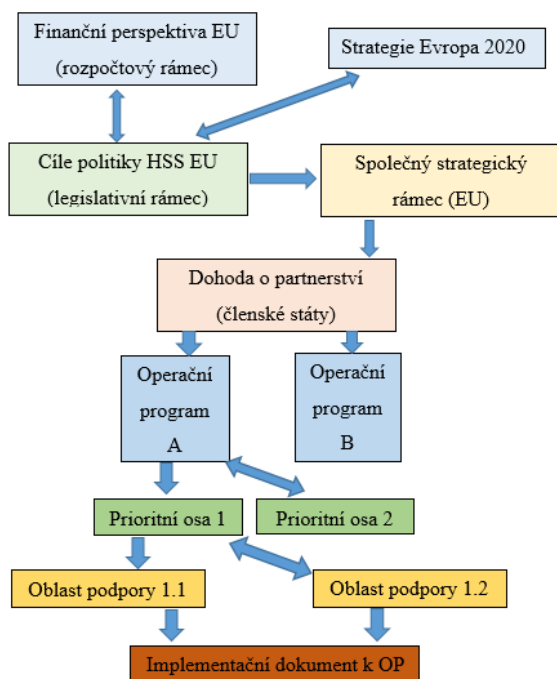 Finanční perspektiva EU
(rozpočtový rámec)
Strategie Evropa 2020
Cíle politiky HSS EU
(legislativní rámec)
Společný strategický
rámec (EU)
Dohoda o partnerství
(členské státy)
Operační
program
A
Operační
program
B
Prioritní osa 1
Prioritní osa 2
Oblast podpory 1.1
Oblast podpory 1.2
Implementační dokument k OP